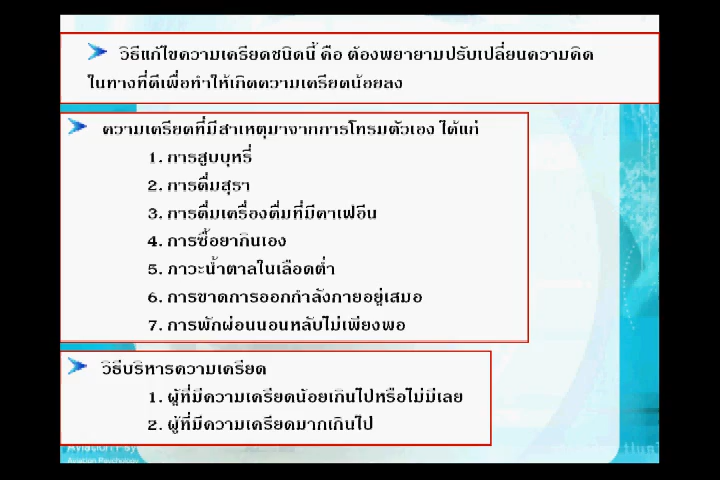 วิธีแก้ไขความเครียดชนิดนี้ คือ ต้องพยายามปรับเปลี่ยนความคิด
ในทางที่ดีเพื่อทำให้เกิดความเครียดน้อยลง
ความเครียดที่มีสาเหตุมาจากการโทรมตัวเอง ได้แก่
1. การสูบบุหรี่
2. การดื่มสุรา
3. การดื่มเครื่องดื่มที่มีคาเฟอีน
4. การซื้อยากินเอง
5. ภาวะน้ำตาลในเลือดต่ำ
6. การขาดการออกกำลังกายอยู่เสมอ
7. การพักผ่อนนอนหลับไม่เพียงพอ
วิธีบริหารความเครียด
1. ผู้ที่มีความเครียดน้อยเกินไปหรือไม่มีเลย
2. ผู้ที่มีความเครียดมากเกินไป
Aviation Psy
Aviation Psychology